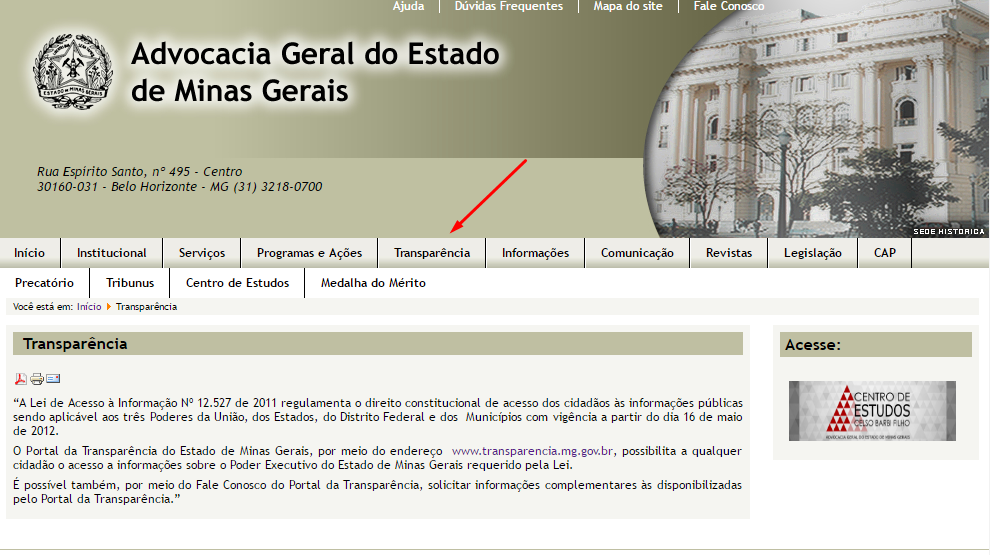 Ajuda Dúvidas Frequentes Mapa do site Fale Conosco
Advocacia Geral do Estado
de Minas Gerais
ESTADO DE MINAS GERAIS
Rua Espírito Santo, nº 495 - Centro
30160-031 - Belo Horizonte - MG (31) 3218-0700
SEDE HISTÓRICA
Início Institucional Serviços Programas e Ações Transparência Informações Comunicação Revistas Legislação CAP
Precatório Tribunus Centro de Estudos Medalha do Mérito
Você está em: Início Transparência
Transparência
“A Lei de Acesso à Informação Nº 12.527 de 2011 regulamenta o direito constitucional de acesso dos cidadãos às informações públicas
sendo aplicável aos três Poderes da União, dos Estados, do Distrito Federal e dos Municípios com vigência a partir do dia 16 de maio
de 2012.
O Portal da Transparência do Estado de Minas Gerais, por meio do endereço www.transparencia.mg.gov.br, possibilita a qualquer
cidadão o acesso a informações sobre o Poder Executivo do Estado de Minas Gerais requerido pela Lei.
É possível também, por meio do Fale Conosco do Portal da Transparência, solicitar informações complementares às disponibilizadas
pelo Portal da Transparência.”
Acesse:
CENTRO DE
ESTUDOS
CELSO BARBI FILHO
ADVOCACIA GERAL DO ESTADO DE MINAS GERAIS